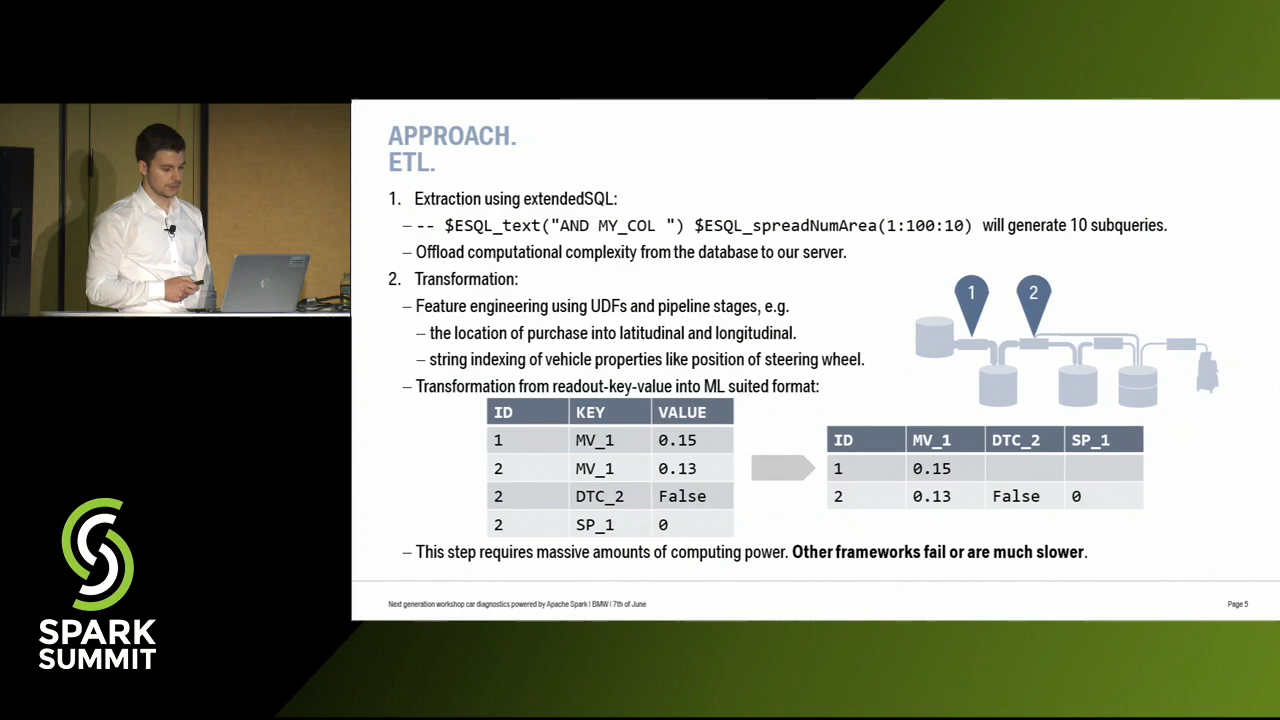 APPROACH.
ETL.
1. Extraction using extendedSQL:
– -- $ESQL_text("AND MY_COL ") $ESQL_spreadNumArea(1:100:10) will generate 10 subqueries.
– Offload computational complexity from the database to our server.
2. Transformation:
– Feature engineering using UDFs and pipeline stages, e.g.
– the location of purchase into latitudinal and longitudinal.
– string indexing of vehicle properties like position of steering wheel.
– Transformation from readout-key-value into ML suited format:
1 2
ID KEY VALUE
1 MV_1 0.15
2 MV_1 0.13
2 DTC_2 False
2 SP_1 0
ID MV_1 DTC_2 SP_1
1 0.15
2 0.13 False 0
– This step requires massive amounts of computing power. Other frameworks fail or are much slower.
Next generation workshop car diagnostics powered by Apache Spark | BMW | 7th of June
Page 5
SPARK
SUMMIT